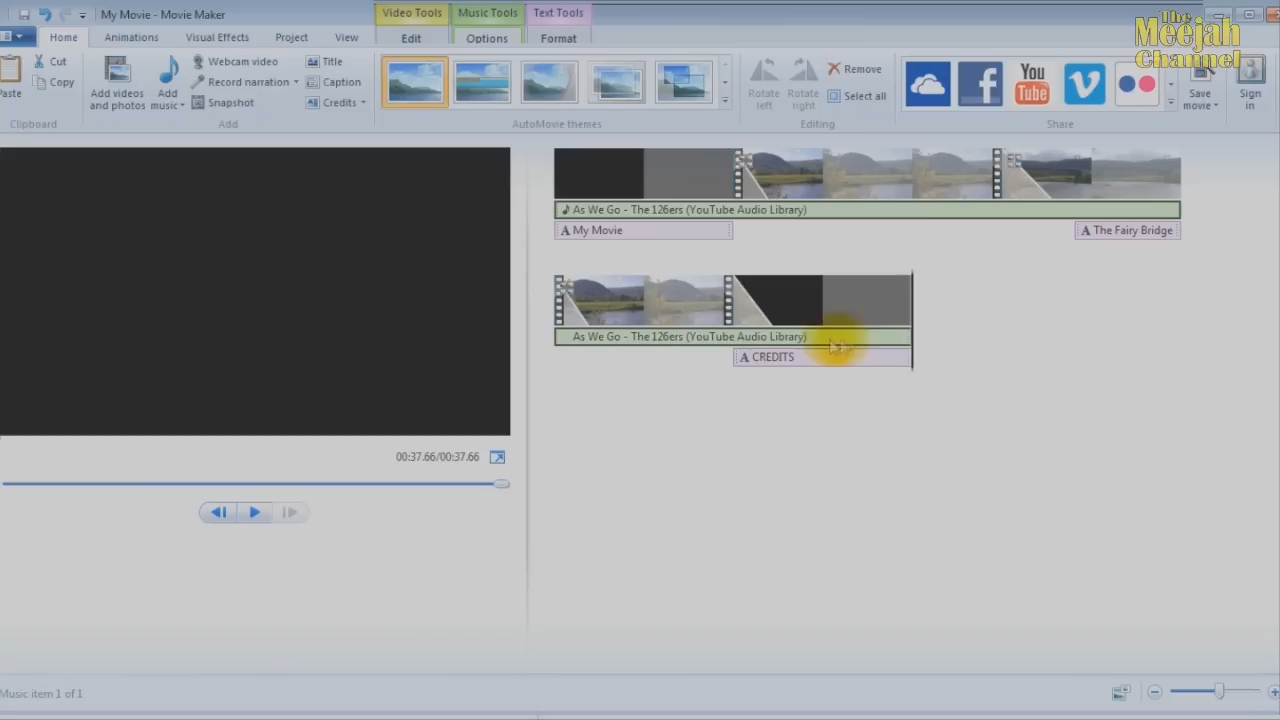 My Movie - Movie Maker
Video Tools
Music Tools
Text Tools
The
Meejah
Channel
Home
Animations
Visual Effects
Project
View
Edit
Options
Format
Paste
Cut
Copy
Clipboard
Add videos
and photos
Add
music
Webcam video
Record narration
Snapshot
Title
Caption
Credits
Add
AutoMovie themes
Rotate
left
Rotate
right
Remove
Select all
Editing
You
Tube
Share
Save
movie
Sign
in
As We Go - The 126ers (YouTube Audio Library)
A My Movie
A The Fairy Bridge
As We Go - The 126ers (YouTube Audio Library)
A CREDITS
00:37.66/00:37.66
Music item 1 of 1